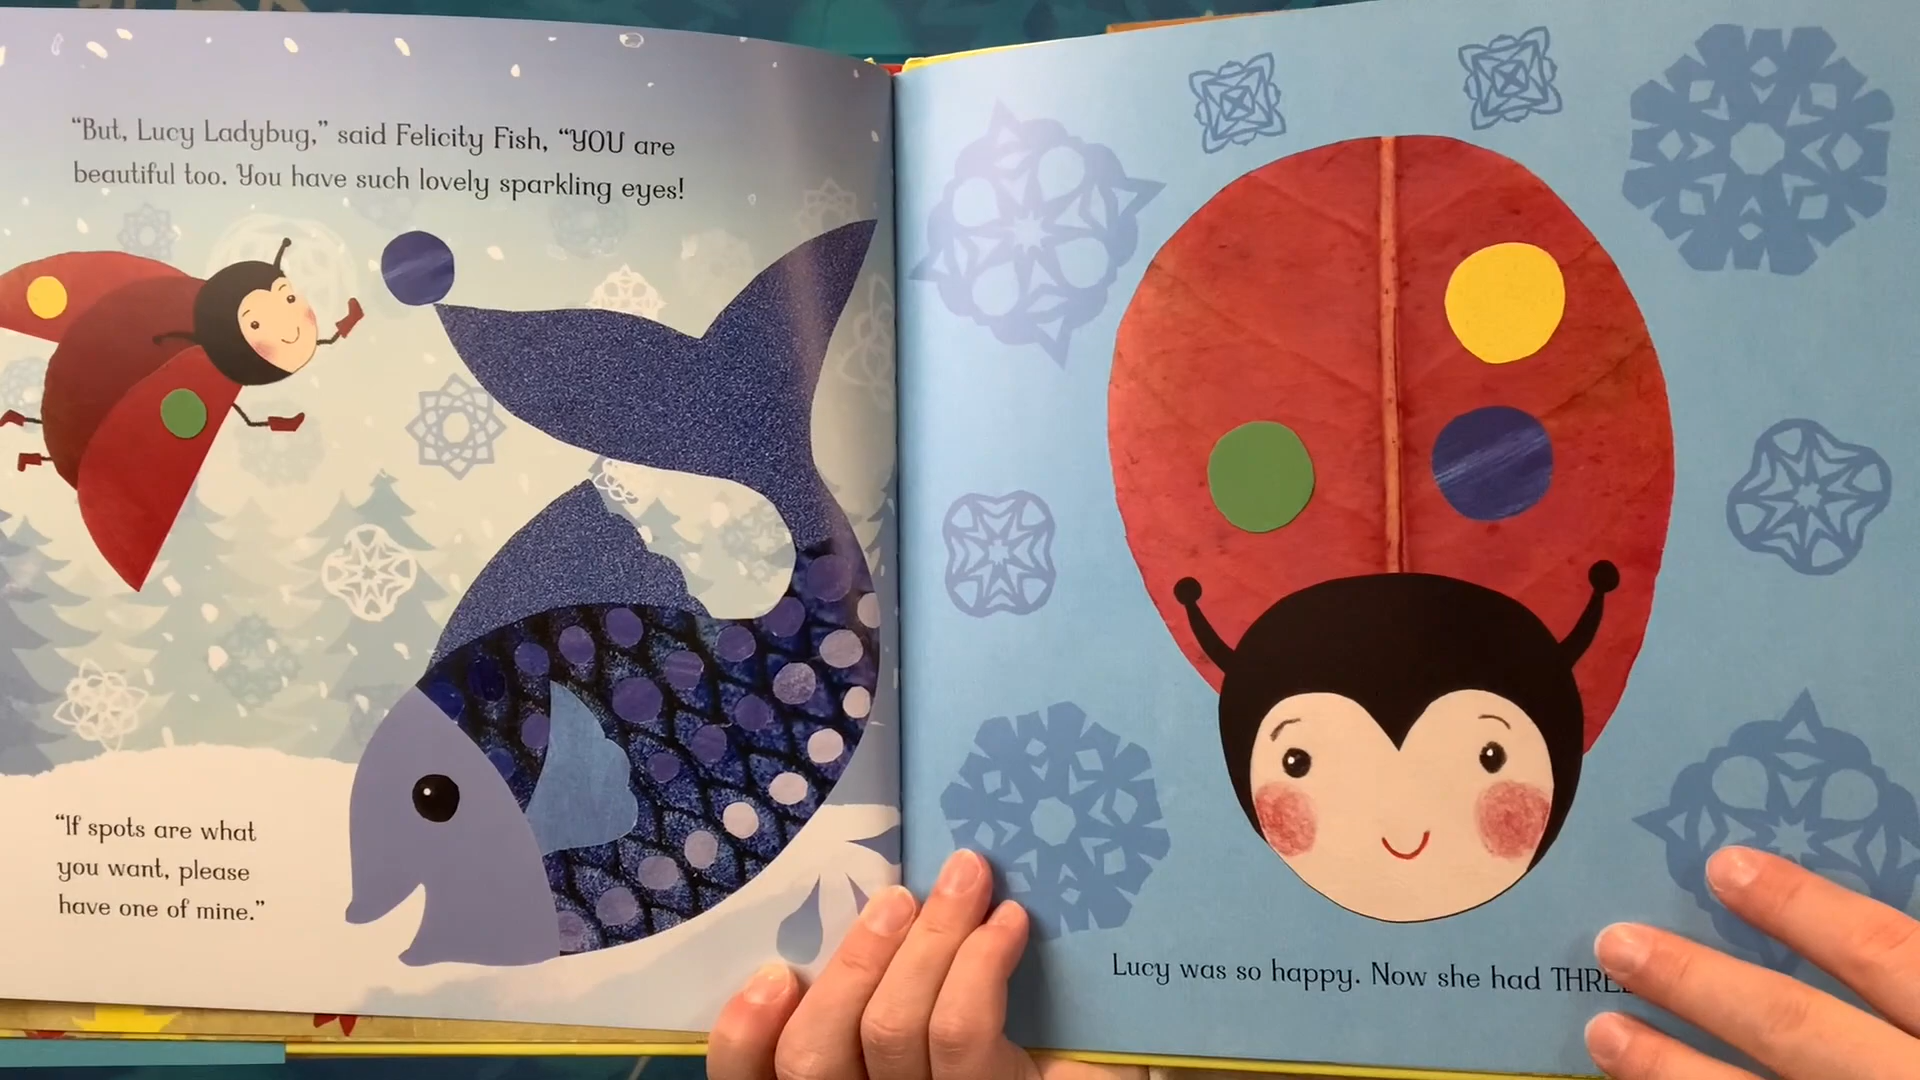 “But, Lucy Ladybug,” said Felicity Fish, “YOU are
beautiful too. You have such lovely sparkling eyes!
“If spots are what
you want, please
have one of mine.”
Lucy was so happy. Now she had THREE